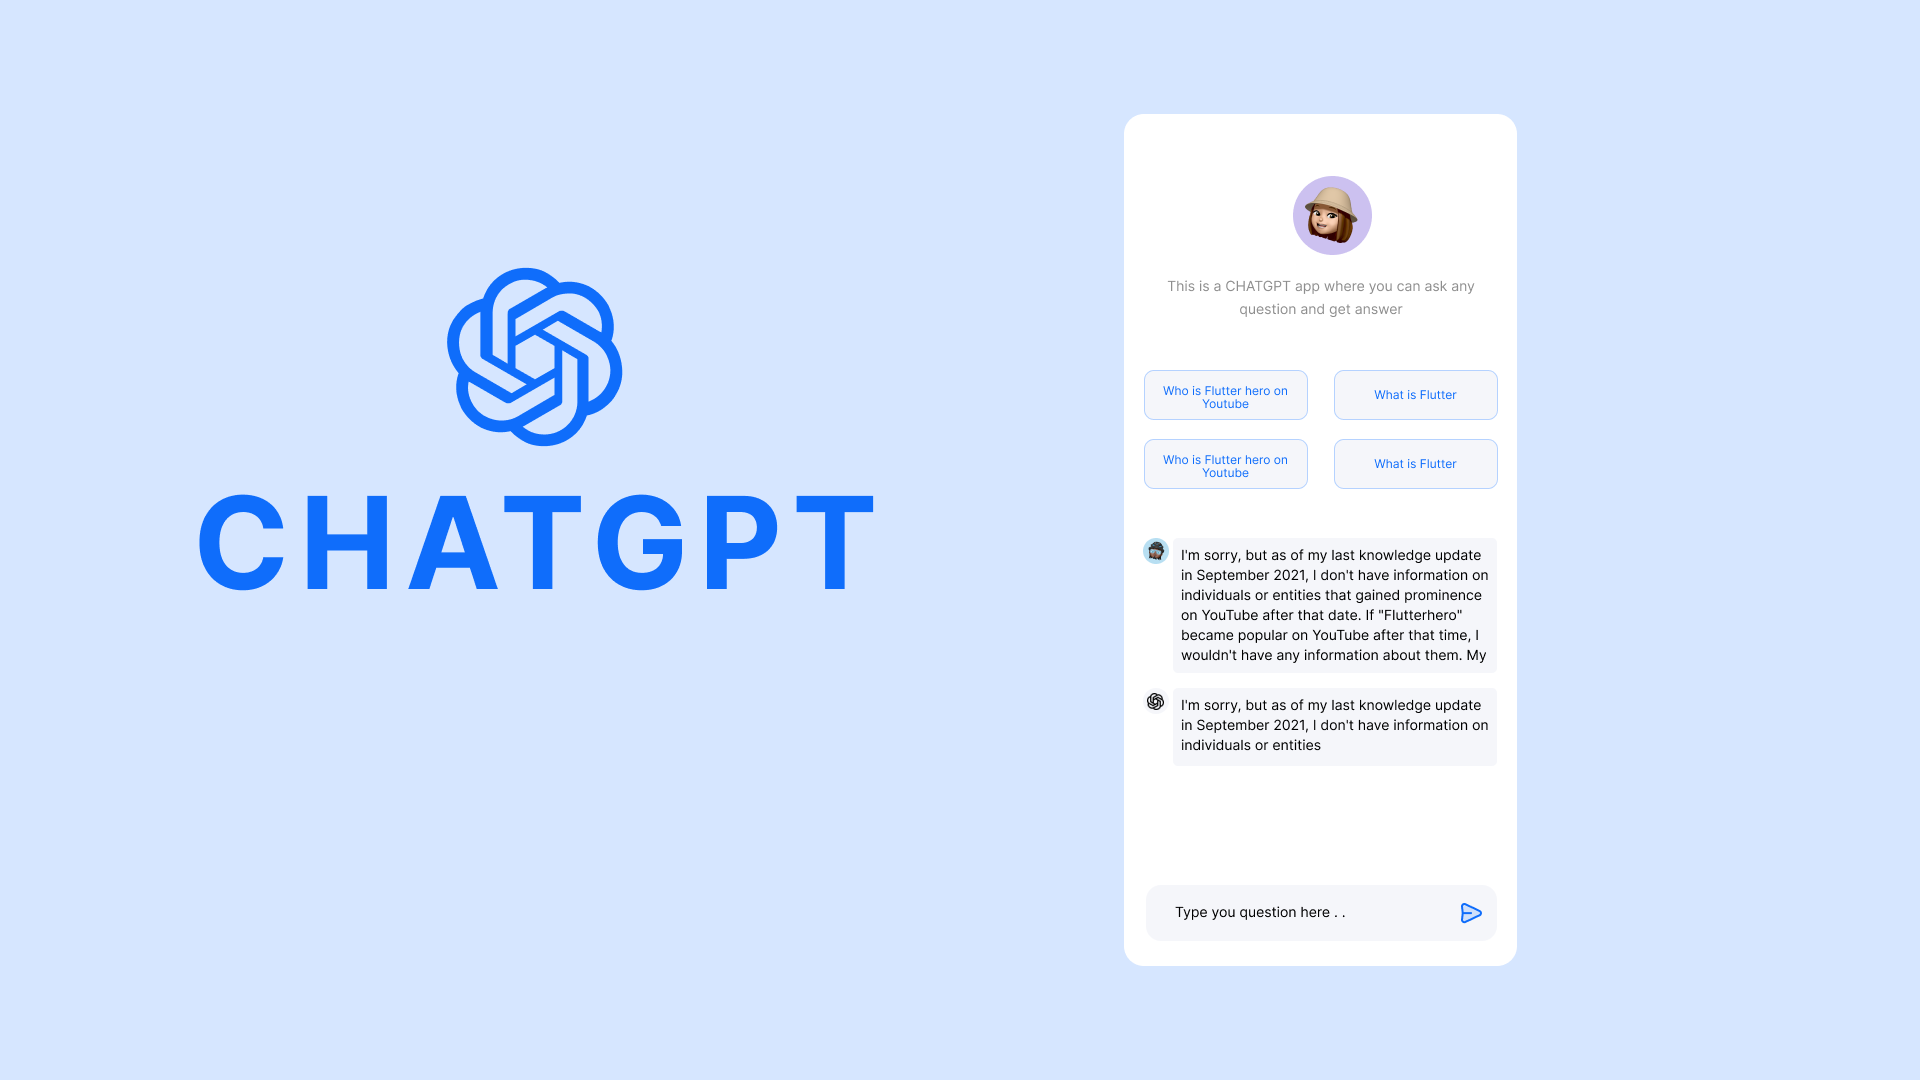 CHATGPT
This is a CHATGPT app where you can ask any
question and get answer
Who is Flutter hero on
Youtube
What is Flutter
Who is Flutter hero on
Youtube
What is Flutter
I'm sorry, but as of my last knowledge update
in September 2021, I don't have information on
individuals or entities that gained prominence
on YouTube after that date. If "Flutterhero"
became popular on YouTube after that time, I
wouldn't have any information about them. My
I'm sorry, but as of my last knowledge update
in September 2021, I don't have information on
individuals or entities
Type you question here . .